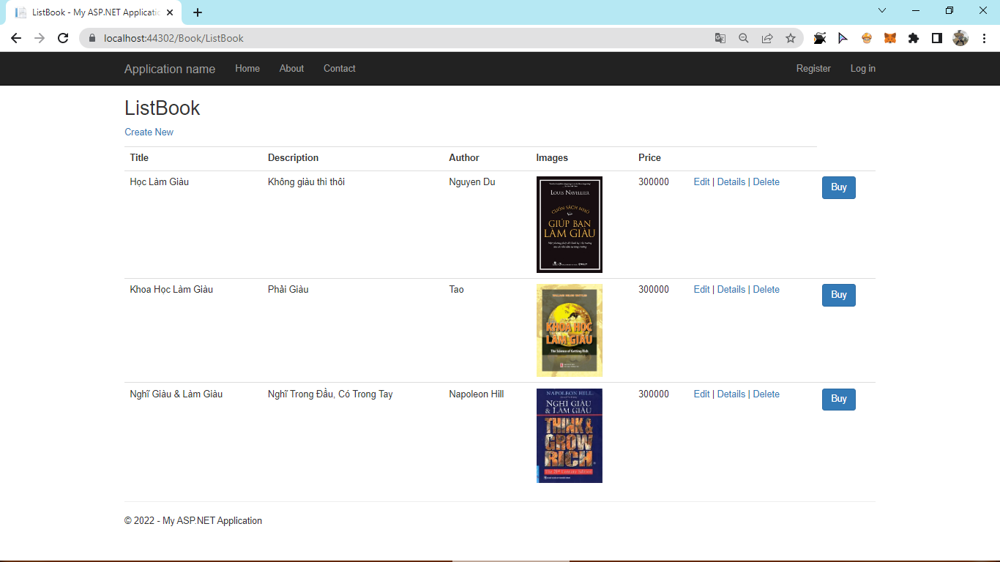 ListBook - My ASP.NET Applicatio
localhost:44302/Book/ListBook
Application name Home About Contact Register Log in
ListBook
Create New
Title Description Author Images Price
Học Làm Giàu Không giàu thì thôi Nguyen Du 300000 Edit | Details | Delete Buy
LOUIS NAVELLIER
CUỐN SÁCH NHỎ
GIÚP BẠN
LÀM GIÀU
Khoa Học Làm Giàu Phải Giàu Tao 300000 Edit | Details | Delete Buy
KHOA HỌC
LÀM GIÀU
The Science of Getting Rich
Nghĩ Giàu & Làm Giàu Nghĩ Trong Đầu, Có Trong Tay Napoleon Hill 300000 Edit | Details | Delete Buy
NAPOLEON HILL
NGHĨ GIÀU
& LÀM GIÀU
THINK &
GROW
RICH
The 21st Century Edition
© 2022 - My ASP.NET Application